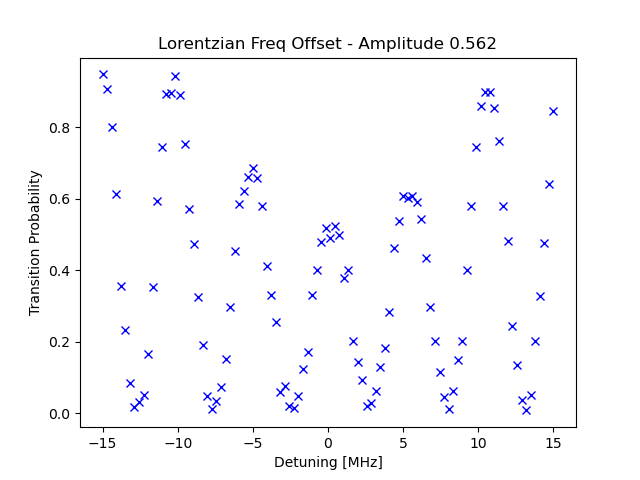 Lorentzian Freq Offset - Amplitude 0.562
Transition Probability
0.8
0.6
0.4
0.2
0.0
−15 −10 −5 0 5 10 15
Detuning [MHz]